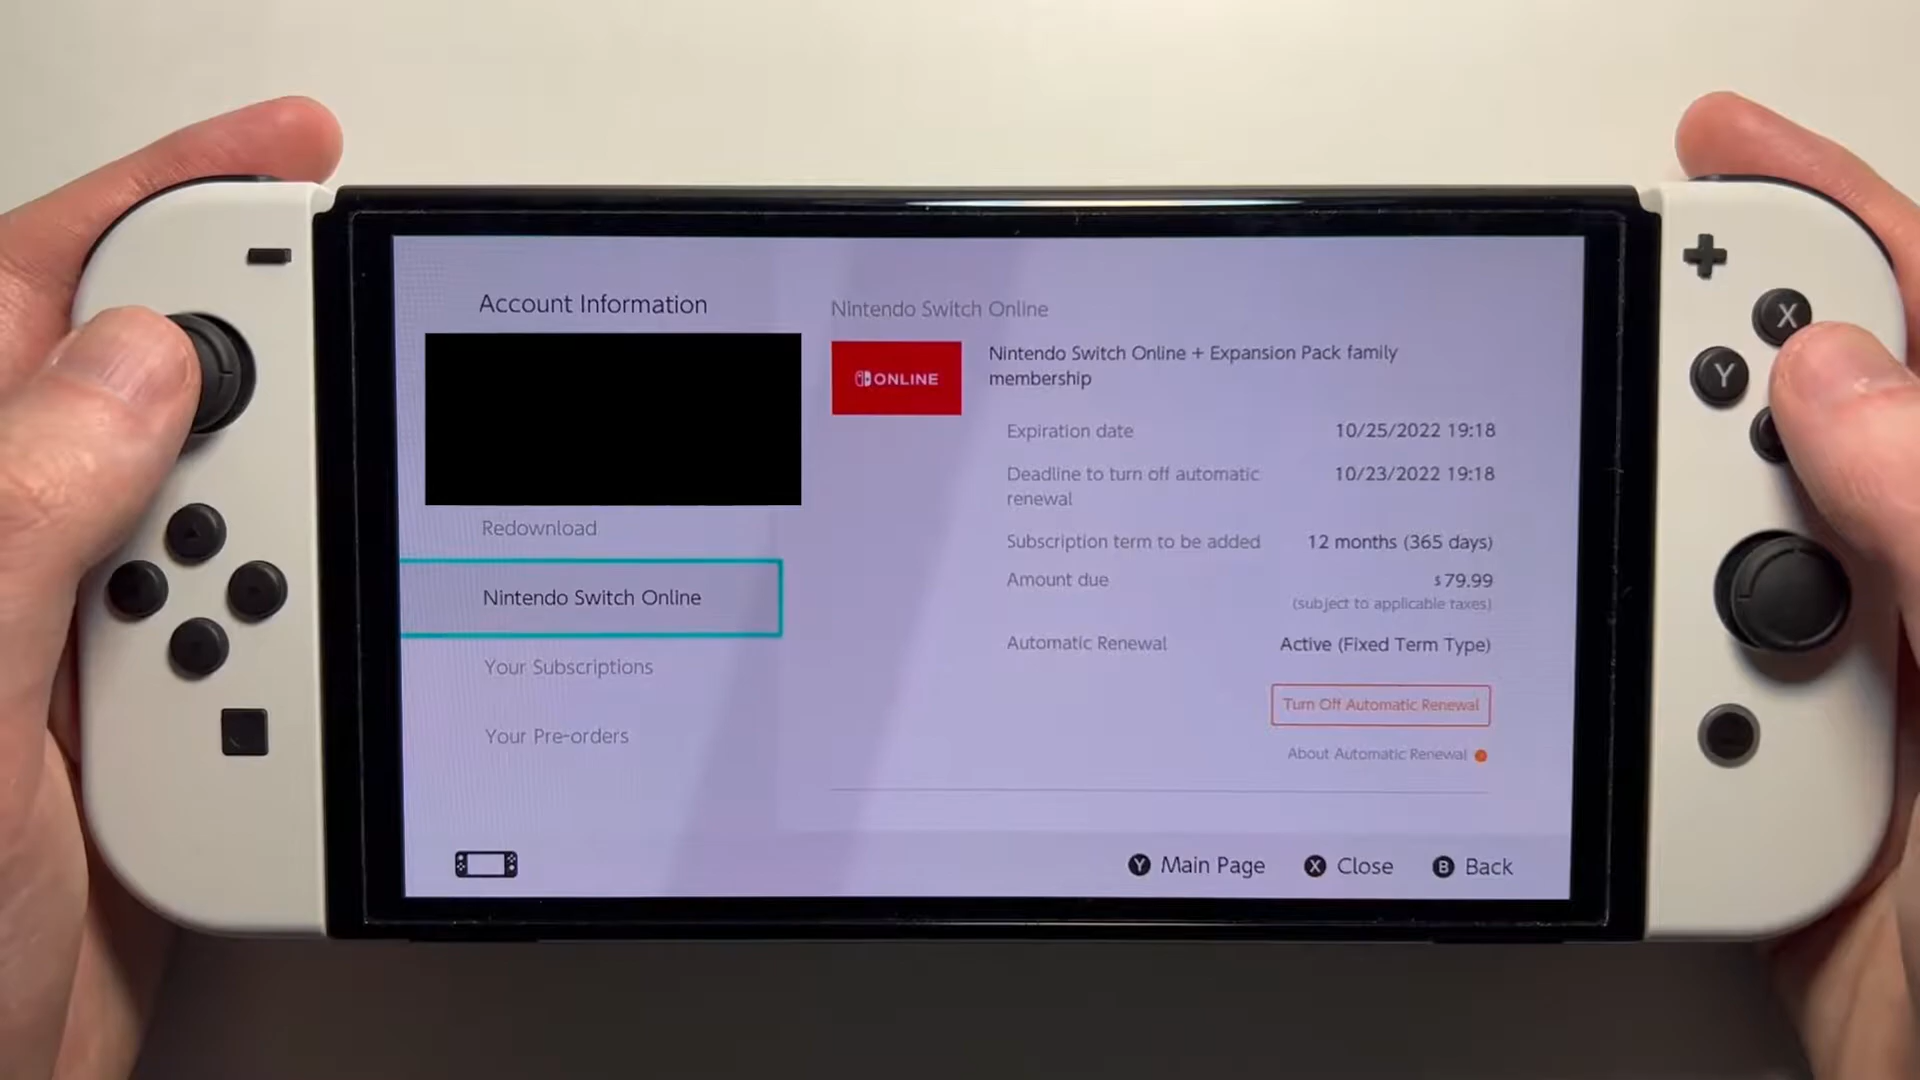 Account Information
Redownload
Nintendo Switch Online
Your Subscriptions
Your Pre-orders
Nintendo Switch Online
ONLINE
Nintendo Switch Online + Expansion Pack family
membership
Expiration date 10/25/2022 19:18
Deadline to turn off automatic 10/23/2022 19:18
renewal
Subscription term to be added 12 months (365 days)
Amount due $79.99
(subject to applicable taxes)
Automatic Renewal Active (Fixed Term Type)
Turn Off Automatic Renewal
About Automatic Renewal
Y Main Page X Close B Back
X
Y